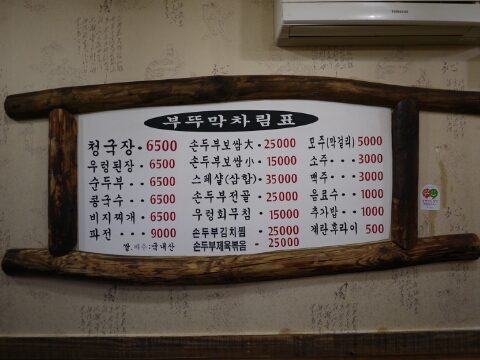 부뚜막차림표
청국장 · 6500
우렁된장 · 6500
순두부 · · 6500
콩국수 · · 6500
비지찌개 · 6500
파전 · · · 9000
쌀.배추:국내산
손두부보쌈大 · 25000
손두부보쌈小 · 15000
스페샬(삼합) · 35000
손두부전골 · 25000
우렁회무침 · 15000
손두부김치찜 · 25000
손두부제육볶음 - 25000
모주(막걸리) 5000
소주 · · · 3000
맥주 · · · 3000
음료수 · · 1000
추가밥 · · 1000
계란후라이 500
SAMSUNG